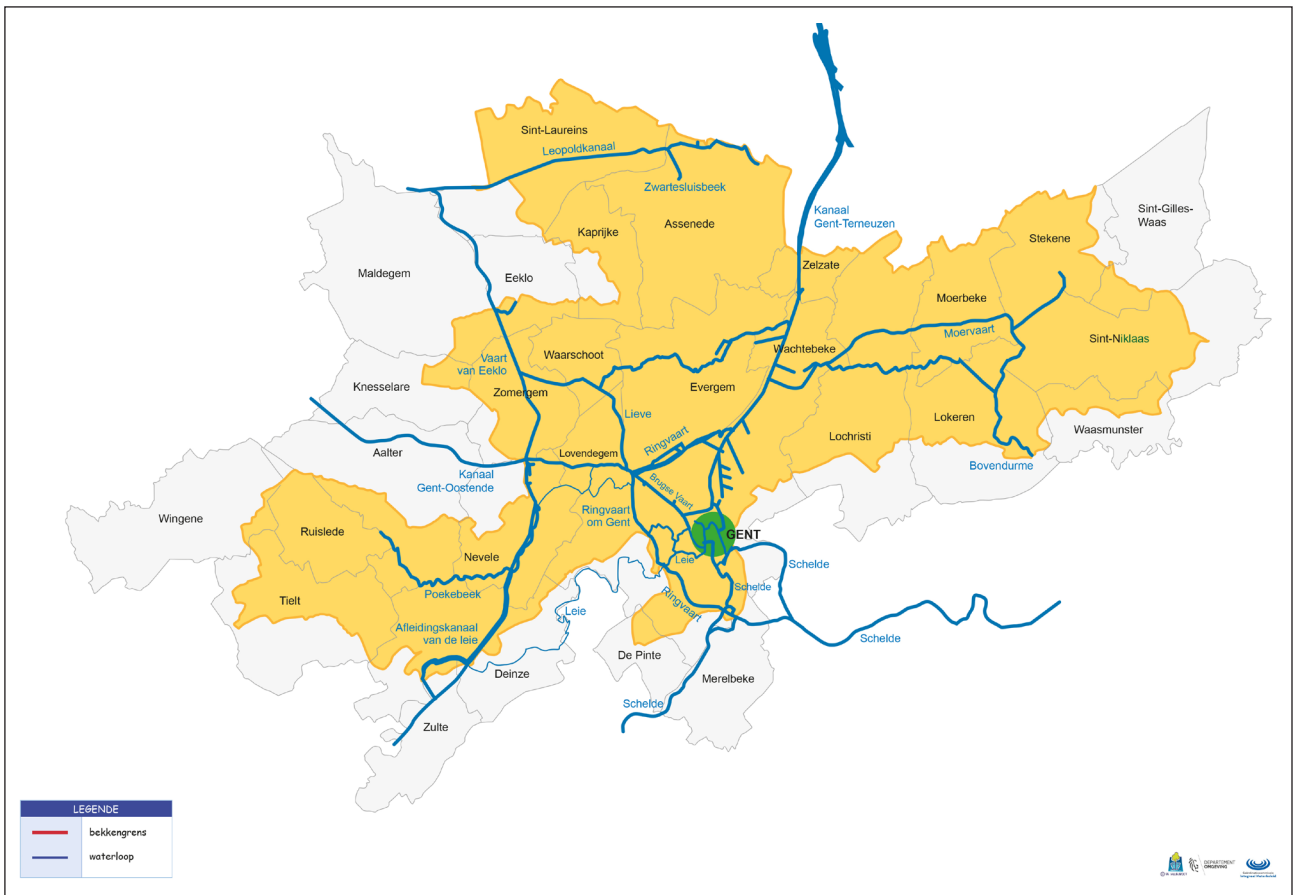 Sint-Laureins
Leopoldkanaal
Zwartesluisbeek
Kanaal
Gent-Terneuzen
Sint-Gilles-
Waas
Assenede
Kaprijke
Stekene
Maldegem
Eeklo
Zelzate
Moerbeke
Moervaart
Sint-Niklaas
Waarschoot
Wachtebeke
Vaart
van Eeklo
Knesselare
Zomergem
Evergem
Lieve
Lokeren
Waasmunster
Lochristi
Ringvaart
Aalter
Lovendegem
Bovendurme
Kanaal
Gent-Oostende
Brugse Vaart
Wingene
Ringvaart
om Gent
Ruislede
GENT
Nevele
Leie
Schelde
Poekebeek
Schelde
Tielt
Ringvaart
Leie
Afleidingskanaal
van de leie
Schelde
De Pinte
Deinze
Merelbeke
Schelde
Zulte
LEGENDE
bekkengrens
waterloop
DEPARTEMENT
OMGEVING